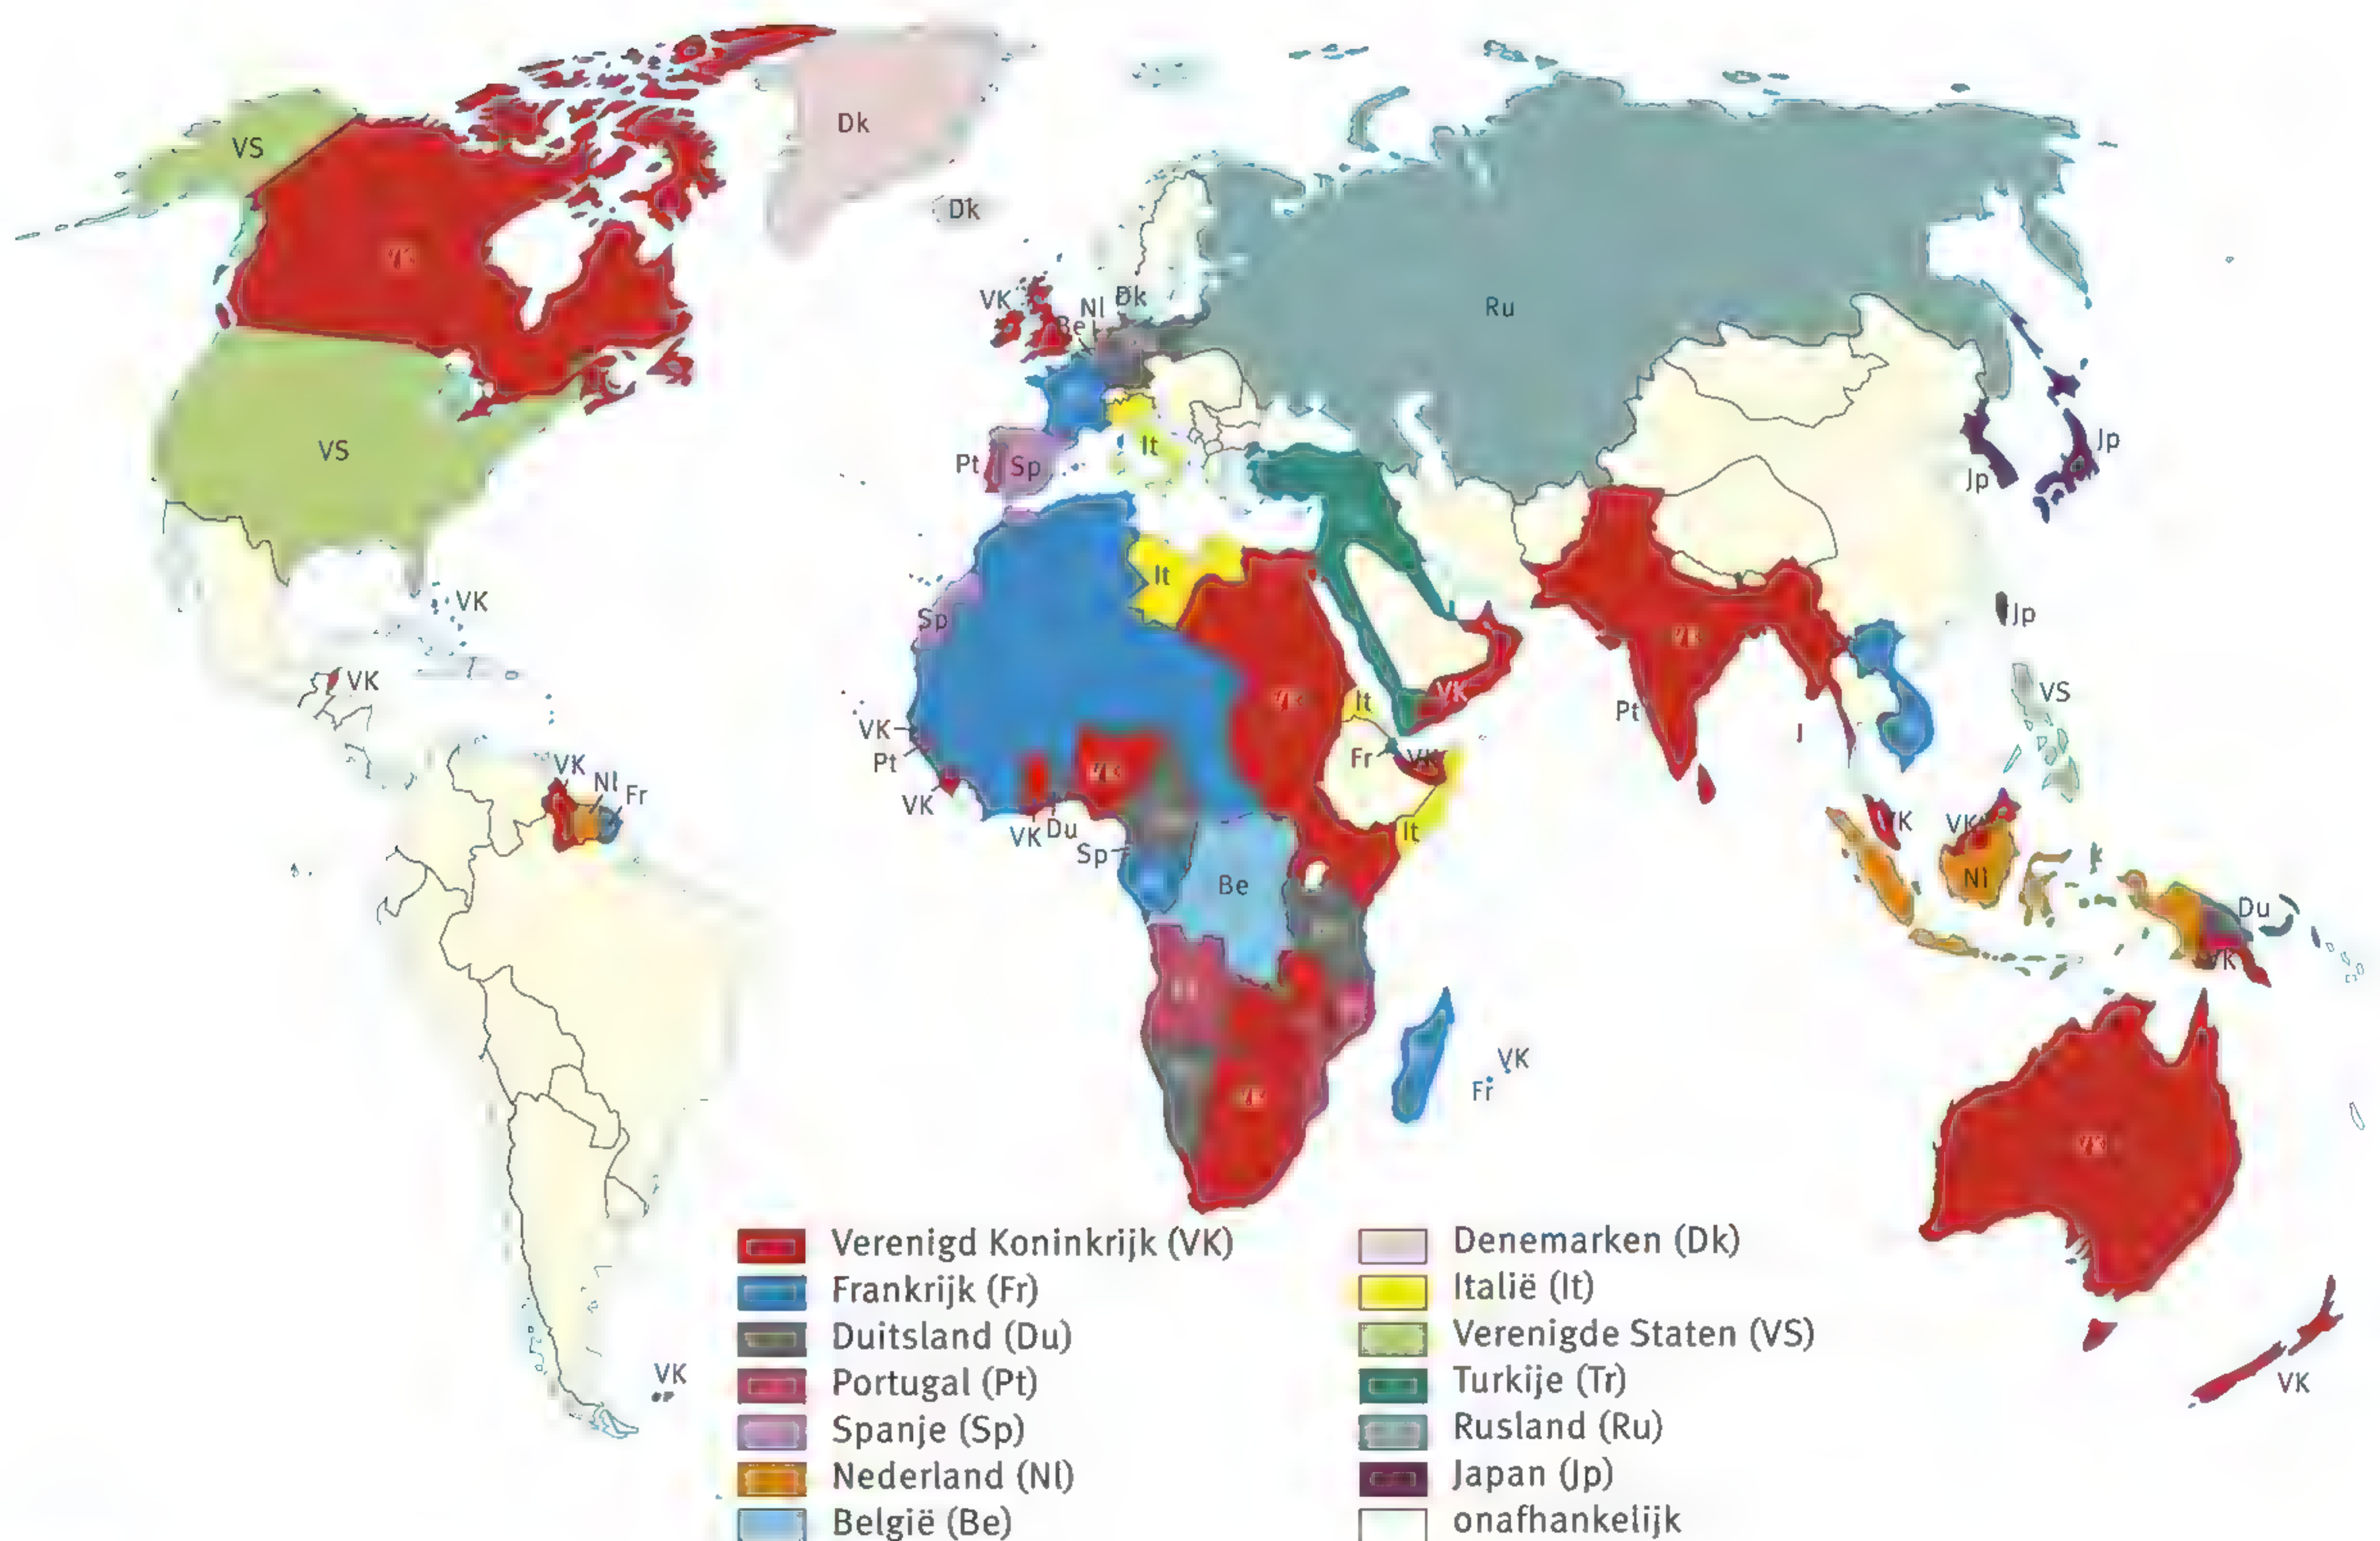 Dk
VS
Dk
VK
Nl
Dk
Be
Ru
VS
It
Jp
Pt
Sp
Jp
It
VK
Sp
Jp
VK
VK
It
VS
Pt
VK
Fr
VK
Pt
VK
Nl
Fr
VK
VK
Du
It
VK
VK
Sp
Be
Nl
Du
VK
VK
Fr
VK
VK
Verenigd Koninkrijk (VK)
Frankrijk (Fr)
Duitsland (Du)
Portugal (Pt)
Spanje (Sp)
Nederland (Nl)
België (Be)
Denemarken (Dk)
Italië (It)
Verenigde Staten (VS)
Turkije (Tr)
Rusland (Ru)
Japan (Jp)
onafhankelijk